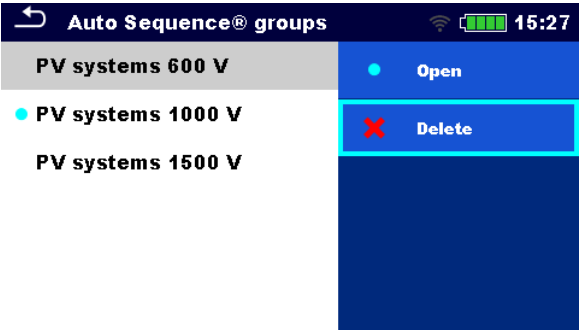 Auto Sequence® groups 15:27
PV systems 600 V
PV systems 1000 V
PV systems 1500 V
Open
Delete